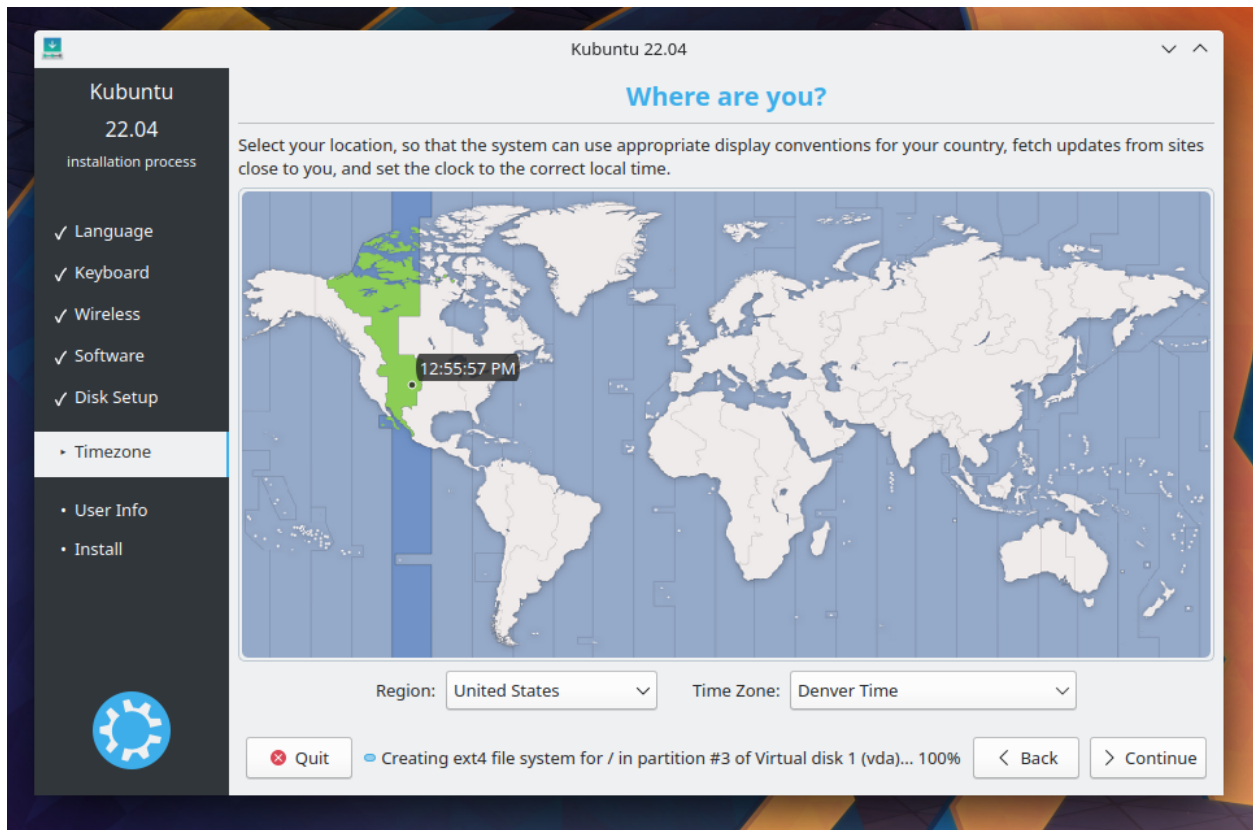 Kubuntu 22.04
Kubuntu
22.04
installation process
✓ Language
✓ Keyboard
✓ Wireless
✓ Software
✓ Disk Setup
‣ Timezone
• User Info
• Install
Where are you?
Select your location, so that the system can use appropriate display conventions for your country, fetch updates from sites
close to you, and set the clock to the correct local time.
12:55:57 PM
Region: United States Time Zone: Denver Time
Quit Creating ext4 file system for / in partition #3 of Virtual disk 1 (vda)... 100% < Back > Continue